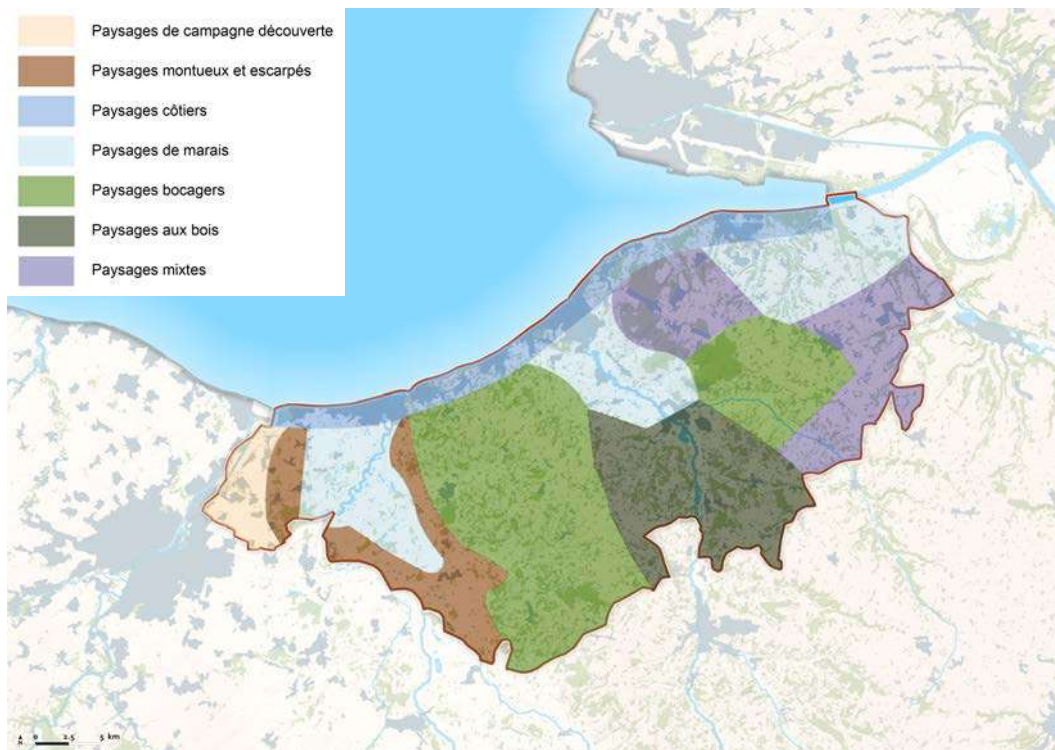 Paysages de campagne découverte
Paysages montueux et escarpés
Paysages côtiers
Paysages de marais
Paysages bocagers
Paysages aux bois
Paysages mixtes
N 0 2.5 5 km